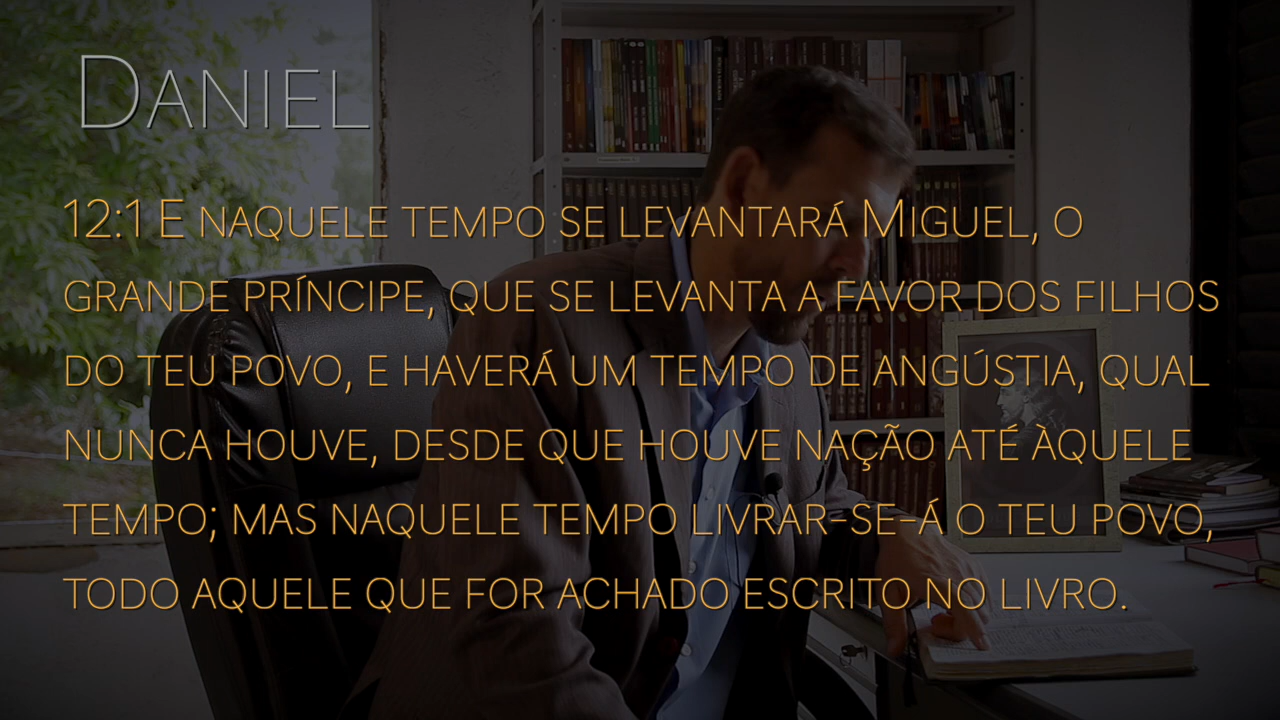 Daniel
12:1 E naquele tempo se levantará Miguel, o
grande príncipe, que se levanta a favor dos filhos
do teu povo, e haverá um tempo de angústia, qual
nunca houve, desde que houve nação até àquele
tempo; mas naquele tempo livrar-se-á o teu povo,
todo aquele que for achado escrito no livro.